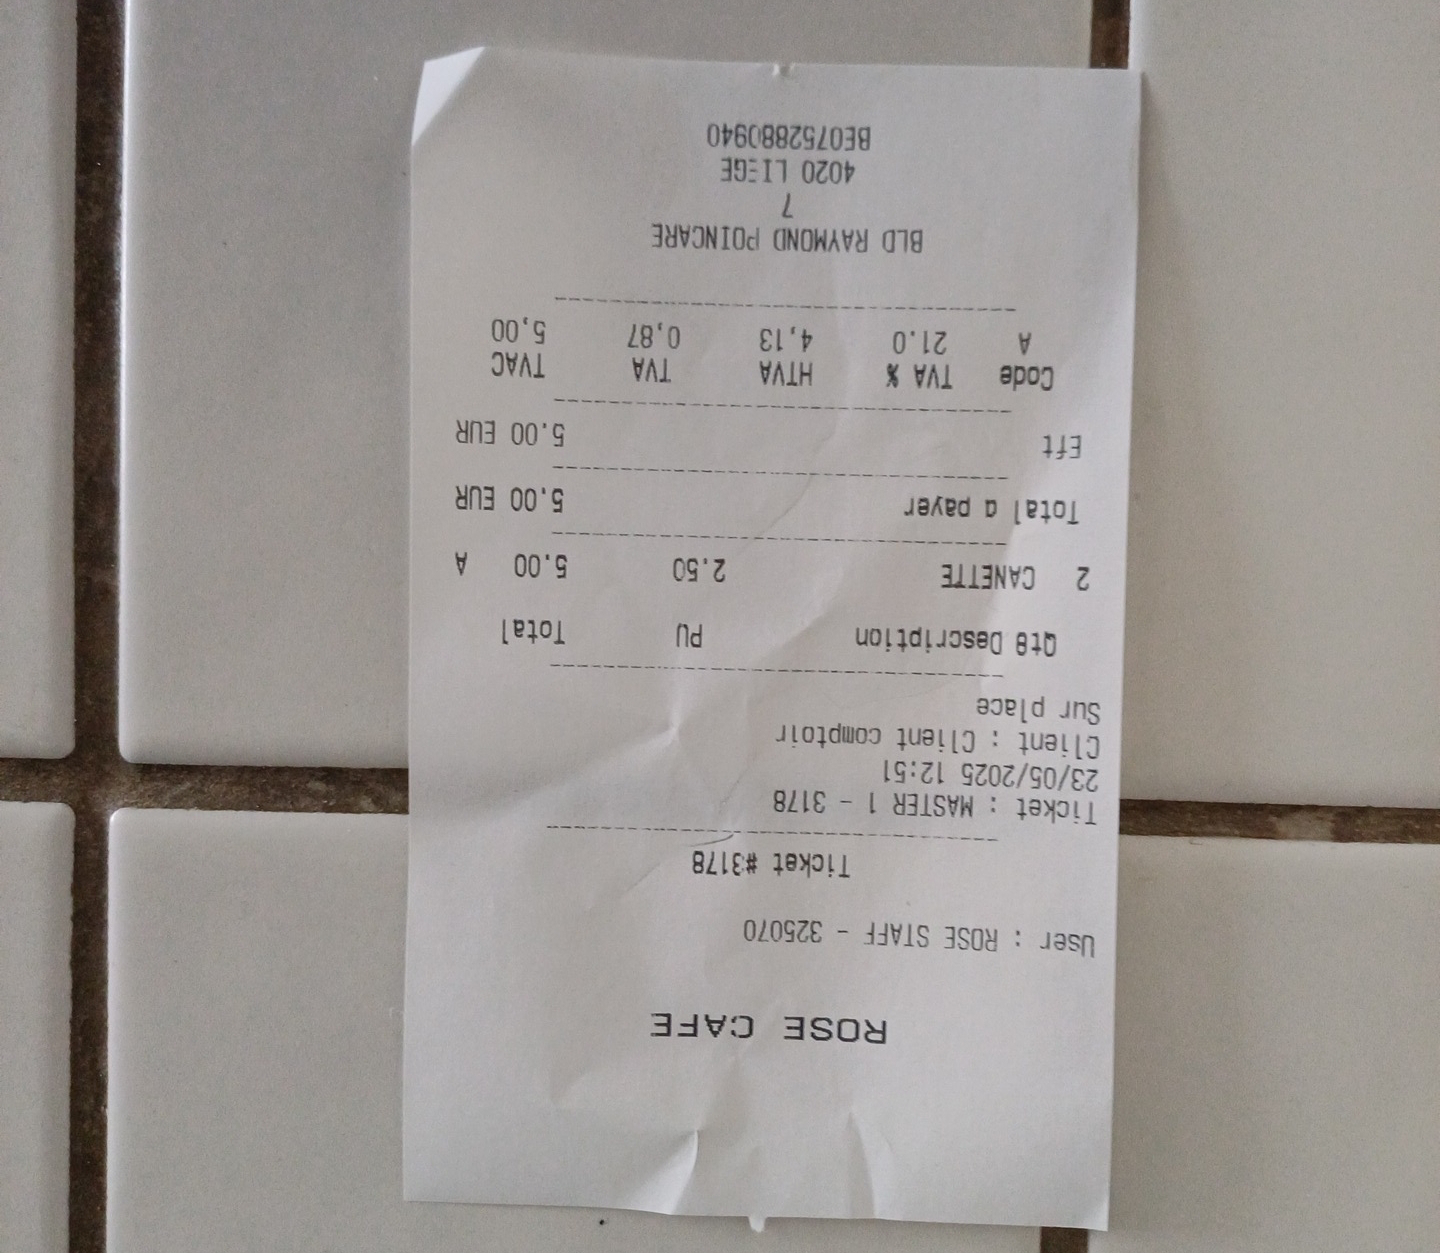 ROSE CAFE
User : ROSE STAFF - 325070
Ticket #3178
Ticket : MASTER 1 - 3178
23/05/2025 12:51
Client : Client comptoir
Sur place
Qt8 Description PU Total
2 CANETTE 2.50 5.00 A
Total a payer 5.00 EUR
Eft 5.00 EUR
Code TVA % HTVA TVA TVAC
A 21.0 4,13 0,87 5,00
BLD RAYMOND POINCARE
7
4020 LIEGE
BE0752880940